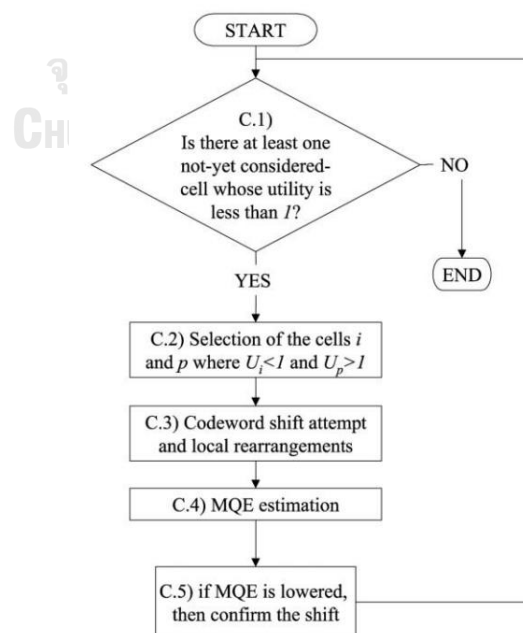 START
C.1)
Is there at least one
not-yet considered-
cell whose utility is
less than 1?
NO
END
YES
C.2) Selection of the cells i
and p where Uᵢ<1 and Uₚ>1
C.3) Codeword shift attempt
and local rearrangements
C.4) MQE estimation
C.5) if MQE is lowered,
then confirm the shift